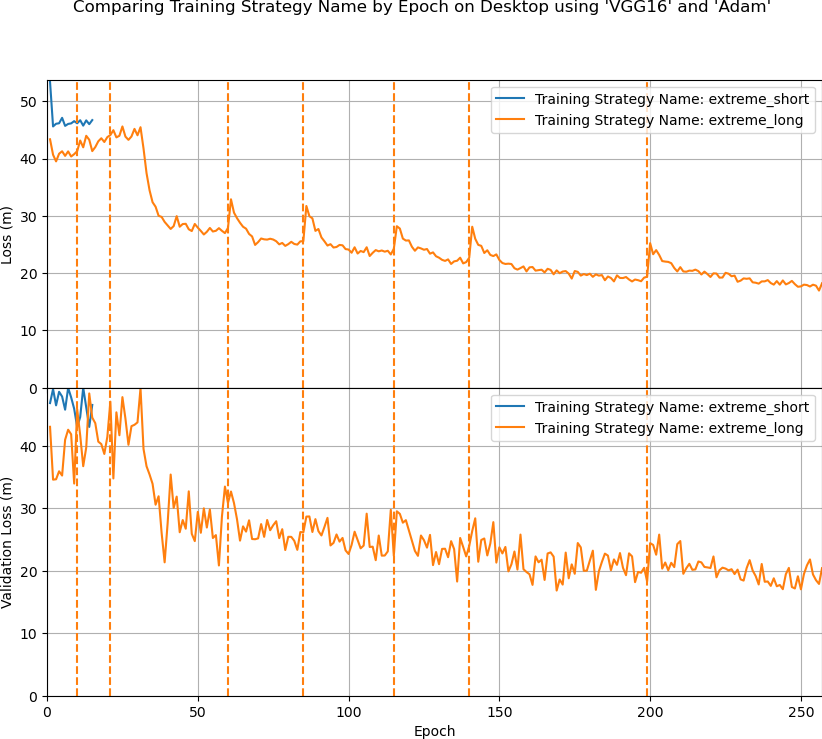 Comparing Training Strategy Name by Epoch on Desktop using 'VGG16' and 'Adam'
Loss (m)
50
40
30
20
10
0
Training Strategy Name: extreme_short
Training Strategy Name: extreme_long
Validation Loss (m)
40
30
20
10
0
Training Strategy Name: extreme_short
Training Strategy Name: extreme_long
0 50 100 150 200 250
Epoch